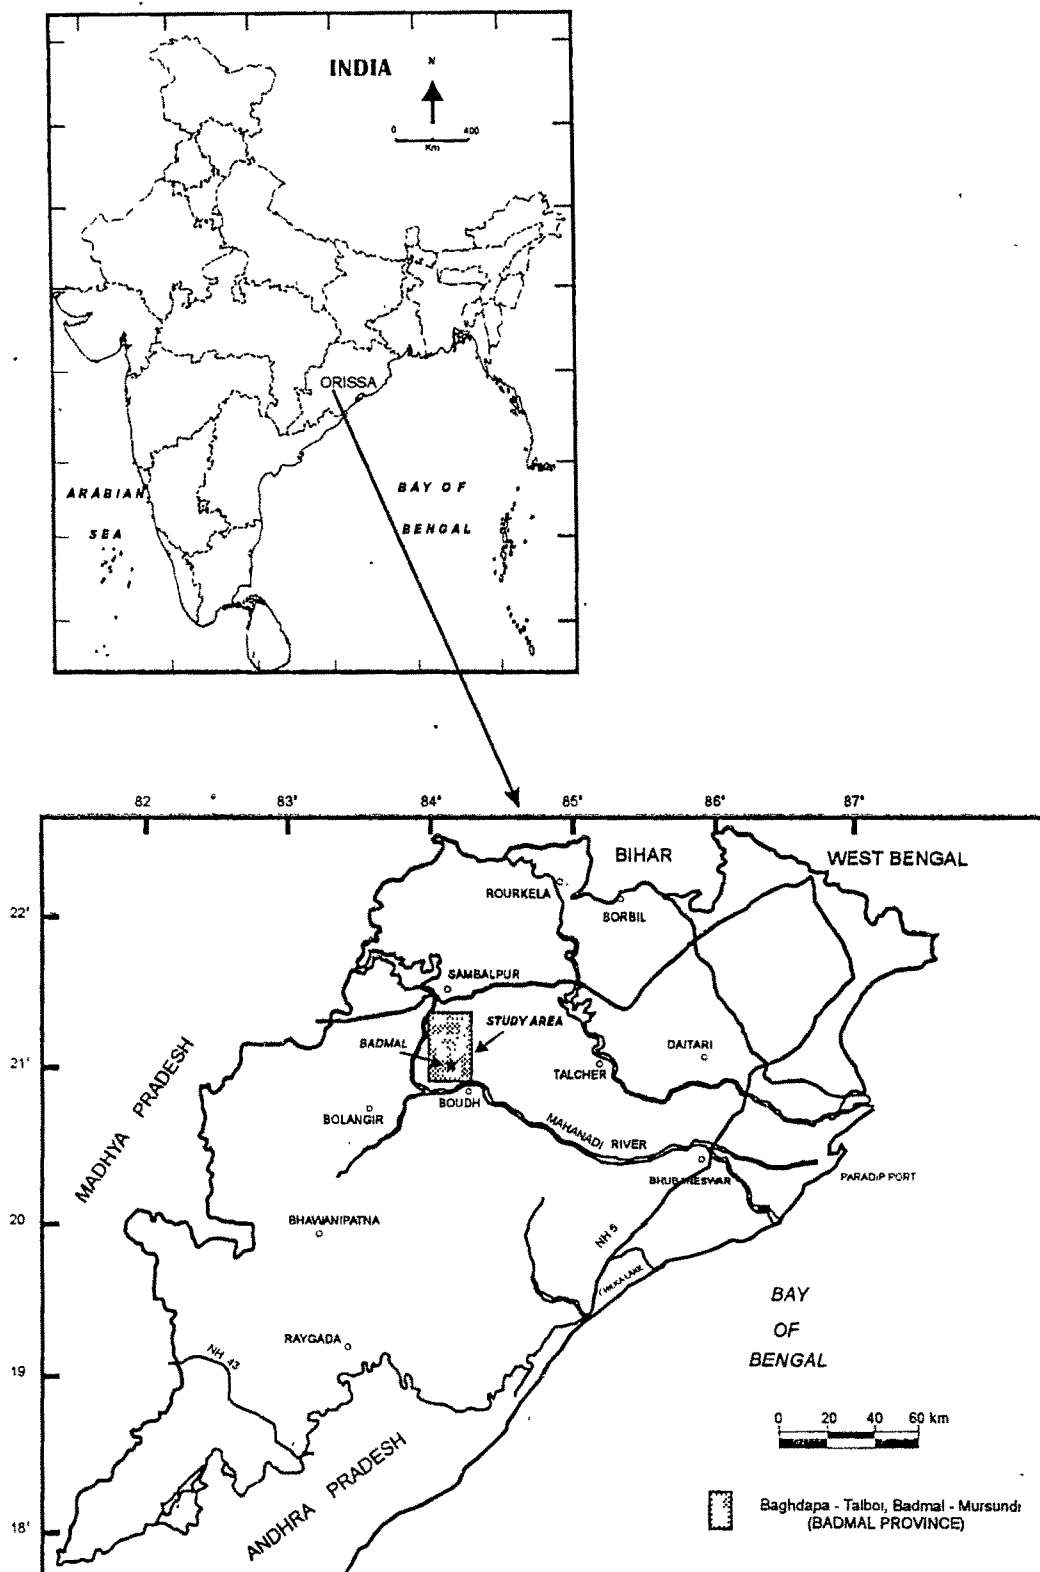 INDIA
N
0 400
Km
ORISSA
ARABIAN
SEA
BAY OF
BENGAL
82 83° 84° 85° 86° 87°
BIHAR
WEST BENGAL
ROURKELA
BORBIL
22'
SAMBALPUR
STUDY AREA
BADMAL
DAITARI
21'
TALCHER
BOUDH
BOLANGIR
MAHANADI RIVER
MADHYA PRADESH
BHUBANESWAR
PARADIP PORT
20
BHAWANIPATNA
NH 5
CHILKA LAKE
BAY
OF
BENGAL
RAYGADA
NH 43
19
0 20 40 60 km
ANDHRA PRADESH
18'
Baghdapa - Talbor, Badmal - Mursundi
(BADMAL PROVINCE)